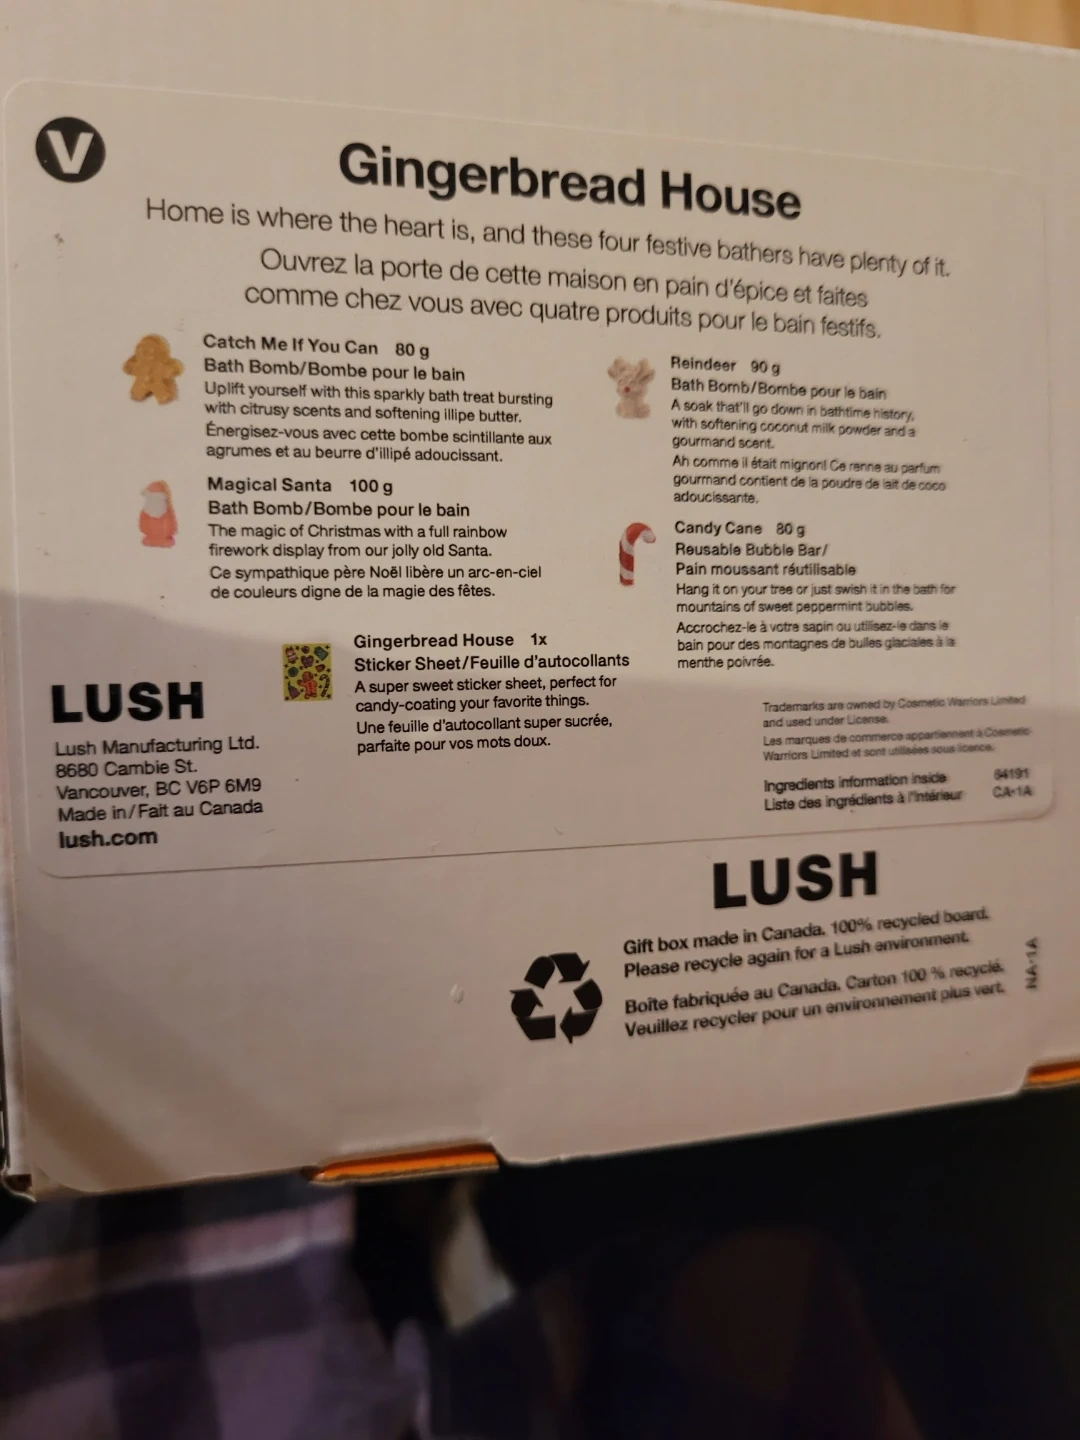 V
Gingerbread House
Home is where the heart is, and these four festive bathers have plenty of it.
Ouvrez la porte de cette maison en pain d'épice et faites
comme chez vous avec quatre produits pour le bain festifs.
Catch Me If You Can 80 g
Bath Bomb/Bombe pour le bain
Uplift yourself with this sparkly bath treat bursting
with citrusy scents and softening illipe butter.
Énergisez-vous avec cette bombe scintillante aux
agrumes et au beurre d'illipé adoucissant.
Magical Santa 100 g
Bath Bomb/Bombe pour le bain
The magic of Christmas with a full rainbow
firework display from our jolly old Santa.
Ce sympathique père Noël libère un arc-en-ciel
de couleurs digne de la magie des fêtes.
Reindeer 90 g
Bath Bomb/Bombe pour le bain
A soak that'll go down in bathtime history,
with softening coconut milk powder and a
gourmand scent.
Ah comme il était mignon! Ce renne au parfum
gourmand contient de la poudre de lait de coco
adoucissante.
Candy Cane 80 g
Reusable Bubble Bar/
Pain moussant réutilisable
Hang it on your tree or just swish it in the bath for
mountains of sweet peppermint bubbles.
Accrochez-le à votre sapin ou utilisez-le dans le
bain pour des montagnes de bulles glaciales à la
menthe poivrée.
Gingerbread House 1x
Sticker Sheet/Feuille d'autocollants
A super sweet sticker sheet, perfect for
candy-coating your favorite things.
Une feuille d'autocollant super sucrée,
parfaite pour vos mots doux.
LUSH
Lush Manufacturing Ltd.
8680 Cambie St.
Vancouver, BC V6P 6M9
Made in/Fait au Canada
lush.com
Trademarks are owned by Cosmetic Warriors Limited
and used under License.
Les marques de commerce appartiennent à Cosmetic
Warriors Limited et sont utilisées sous licence.
Ingredients information inside 84191
Liste des ingrédients à l'intérieur CA-1A
LUSH
Gift box made in Canada. 100% recycled board.
Please recycle again for a Lush environment.
Boîte fabriquée au Canada. Carton 100 % recyclé.
Veuillez recycler pour un environnement plus vert.
NA-1A